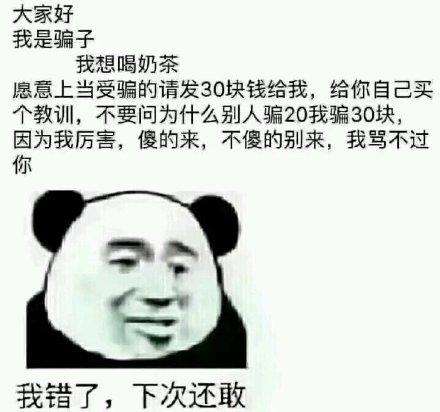 大家好
我是骗子
我想喝奶茶
愿意上当受骗的请发30块钱给我，给你自己买
个教训，不要问为什么别人骗20我骗30块，
因为我厉害，傻的来，不傻的别来，我骂不过
你
我错了，下次还敢